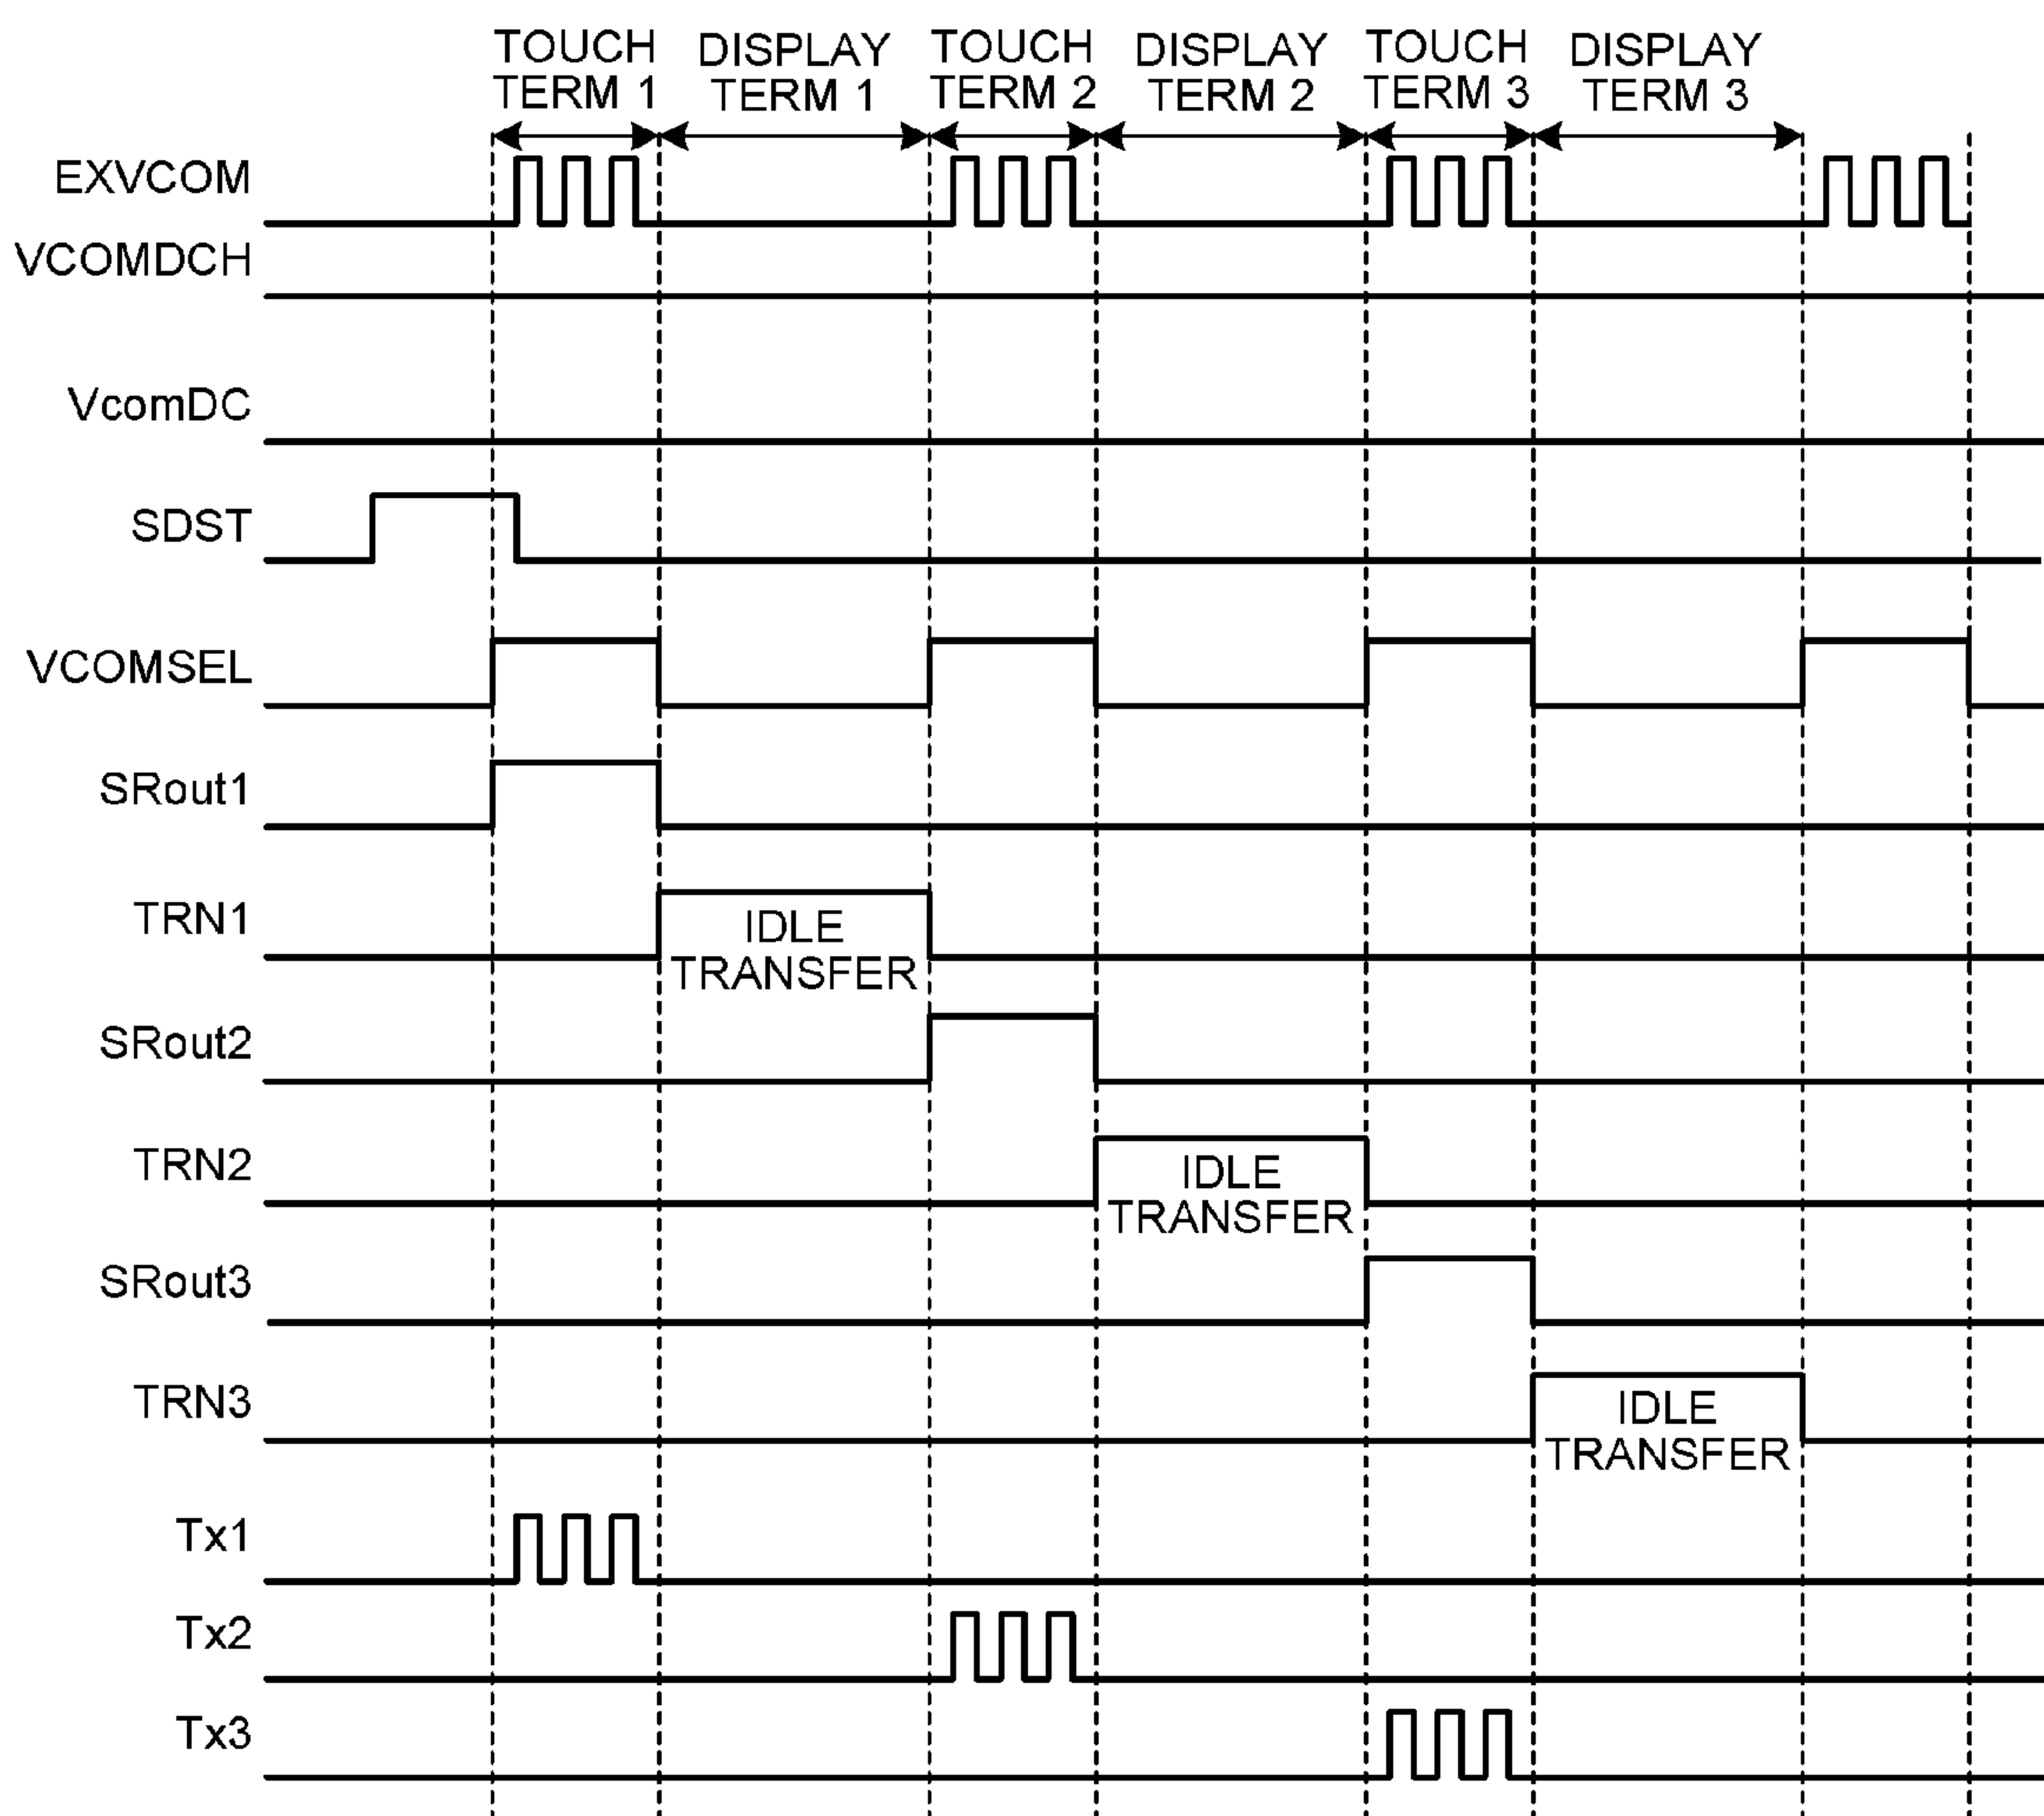 TOUCH TERM 1
DISPLAY TERM 1
TOUCH TERM 2
DISPLAY TERM 2
TOUCH TERM 3
DISPLAY TERM 3
EXVCOM
VCOMDCH
VcomDC
SDST
VCOMSEL
SRout1
TRN1
IDLE
TRANSFER
SRout2
TRN2
IDLE
TRANSFER
SRout3
TRN3
IDLE
TRANSFER
Tx1
Tx2
Tx3